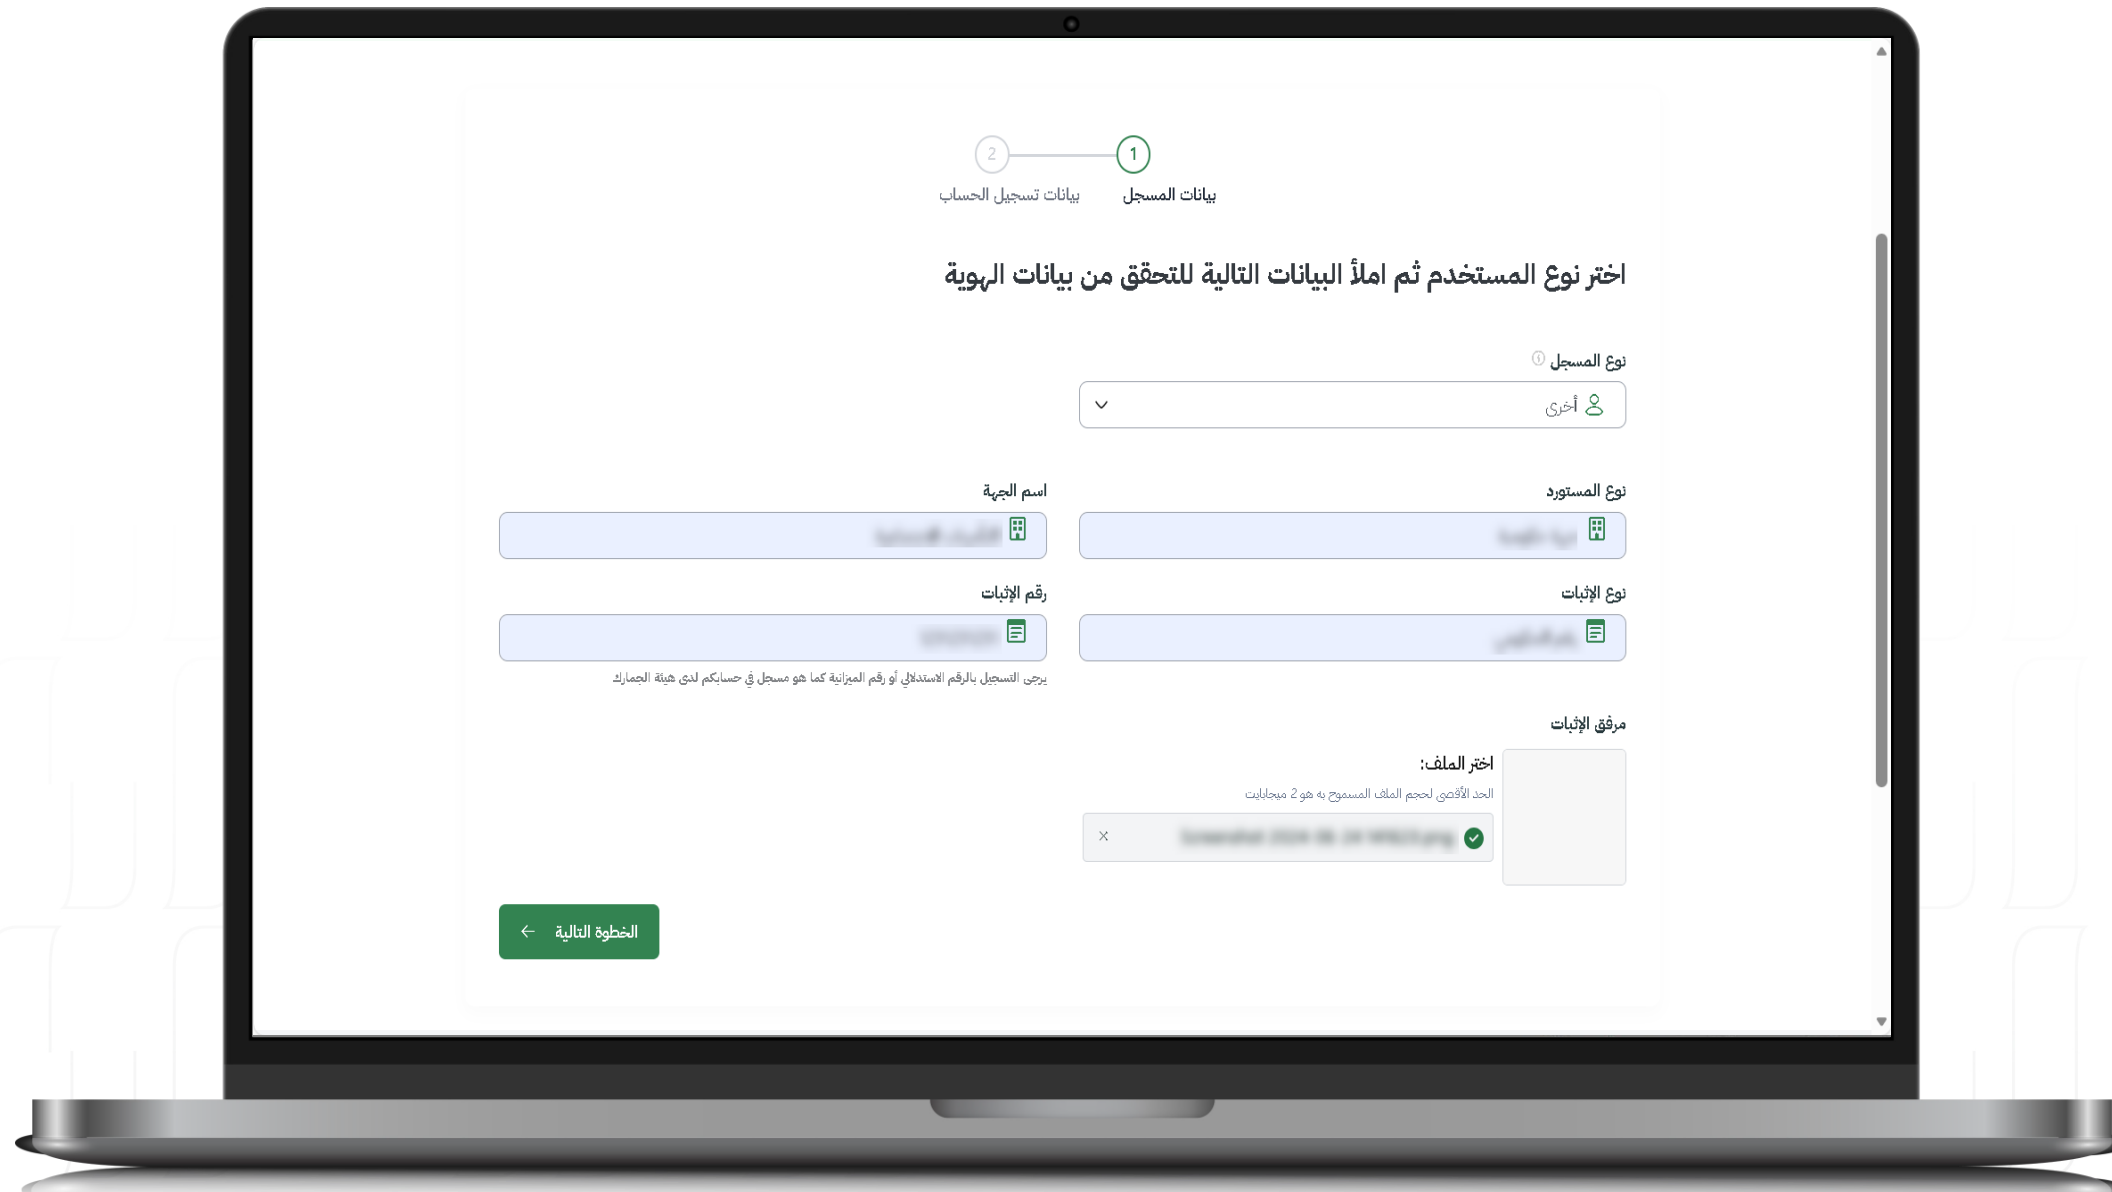 1
2
بيانات المسجل
بيانات تسجيل الحساب
اختر نوع المستخدم ثم املأ البيانات التالية للتحقق من بيانات الهوية
نوع المسجل
أخرى
نوع المستورد
اسم الجهة
نوع الإثبات
رقم الإثبات
يرجى التسجيل بالرقم الاستدلالي أو رقم الميزانية كما هو مسجل في حسابكم لدى هيئة الجمارك
مرفق الإثبات
اختر الملف:
الحد الأقصى لحجم الملف المسموح به هو 2 ميجابايت
الخطوة التالية